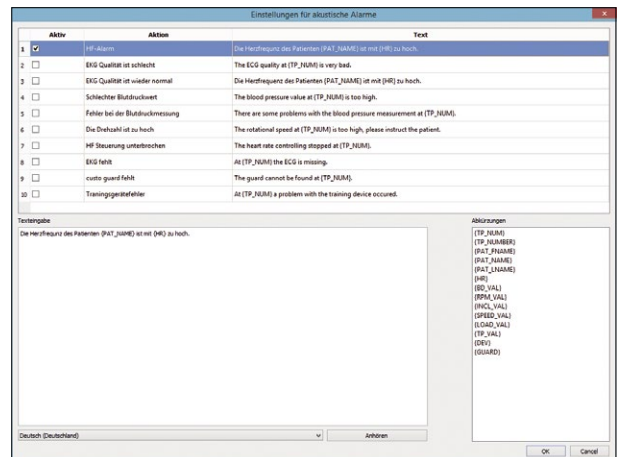 Einstellungen für akustische Alarme
Aktiv Aktion Text
1 HF-Alarm Die Herzfrequnz des Patienten {PAT_NAME} ist mit {HR} zu hoch.
2 EKG Qualität ist schlecht The ECG quality at {TP_NUM} is very bad.
3 EKG Qualität ist wieder normal Die Herzfrequenz des Patienten {PAT_NAME} ist mit {HR} zu hoch.
4 Schlechter Blutdruckwert The blood pressure value at {TP_NUM} is too high.
5 Fehler bei der Blutdruckmessung There are some problems with the blood pressure measurement at {TP_NUM}.
6 Die Drehzahl ist zu hoch The rotational speed at {TP_NUM} is too high, please instruct the patient.
7 HF Steuerung unterbrochen The heart rate controlling stopped at {TP_NUM}.
8 EKG fehlt At {TP_NUM} the ECG is missing.
9 custo guard fehlt The guard cannot be found at {TP_NUM}.
10 Traningsgerätefehler At {TP_NUM} a problem with the training device occured.
Texteingabe
Die Herzfrequnz des Patienten {PAT_NAME} ist mit {HR} zu hoch.
Abkürzungen
{TP_NUM}
{TP_NUMBER}
{PAT_FNAME}
{PAT_NAME}
{PAT_LNAME}
{HR}
{BD_VAL}
{RPM_VAL}
{INCL_VAL}
{SPEED_VAL}
{LOAD_VAL}
{TP_VAL}
{DEV}
{GUARD}
Deutsch (Deutschland) Anhören
OK Cancel